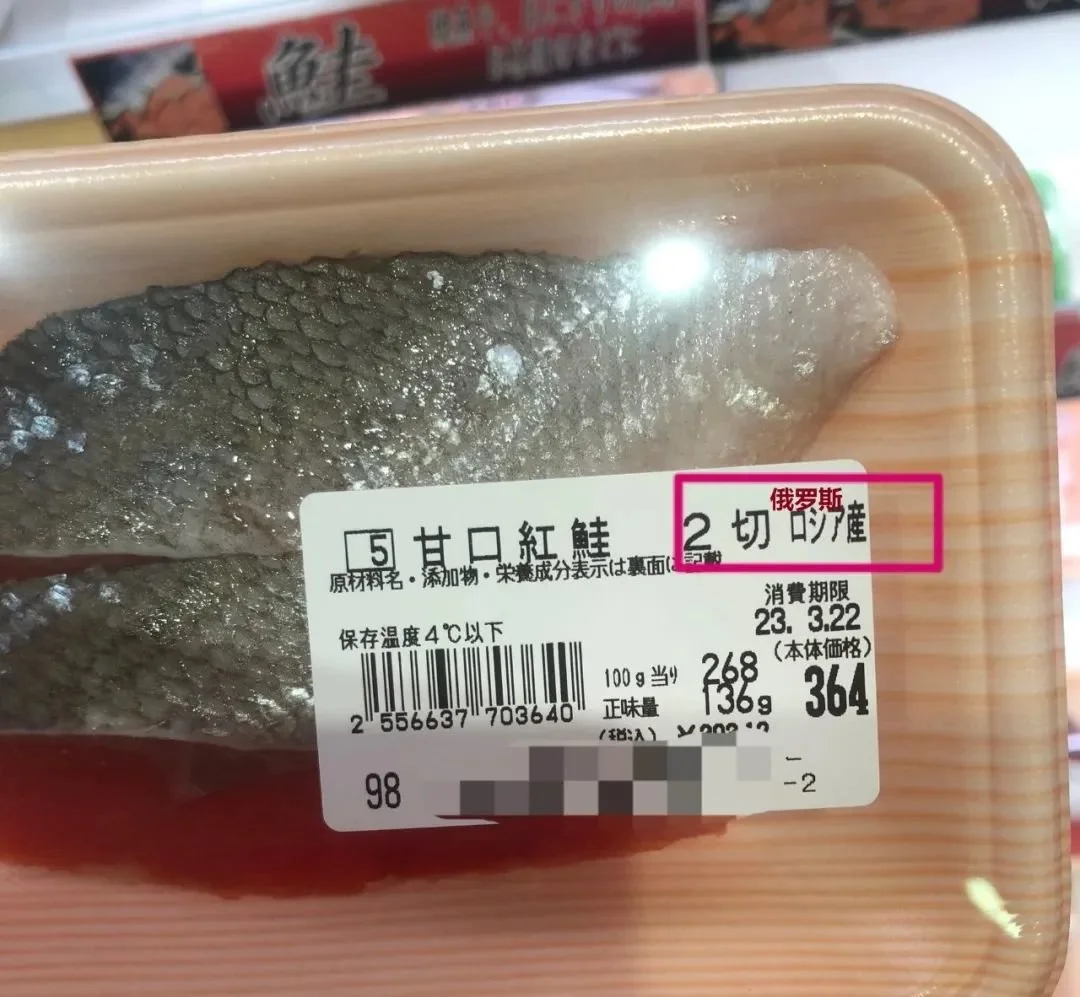 鮭
俄罗斯
5 甘口紅鮭 2切 ロシア産
原材料名・添加物・栄養成分表示は裏面に記載
消費期限
23. 3.22
保存温度4℃以下
(本体価格)
100g当り 268
364
正味量 136g
2 556637 703640
(税込)
98
-2